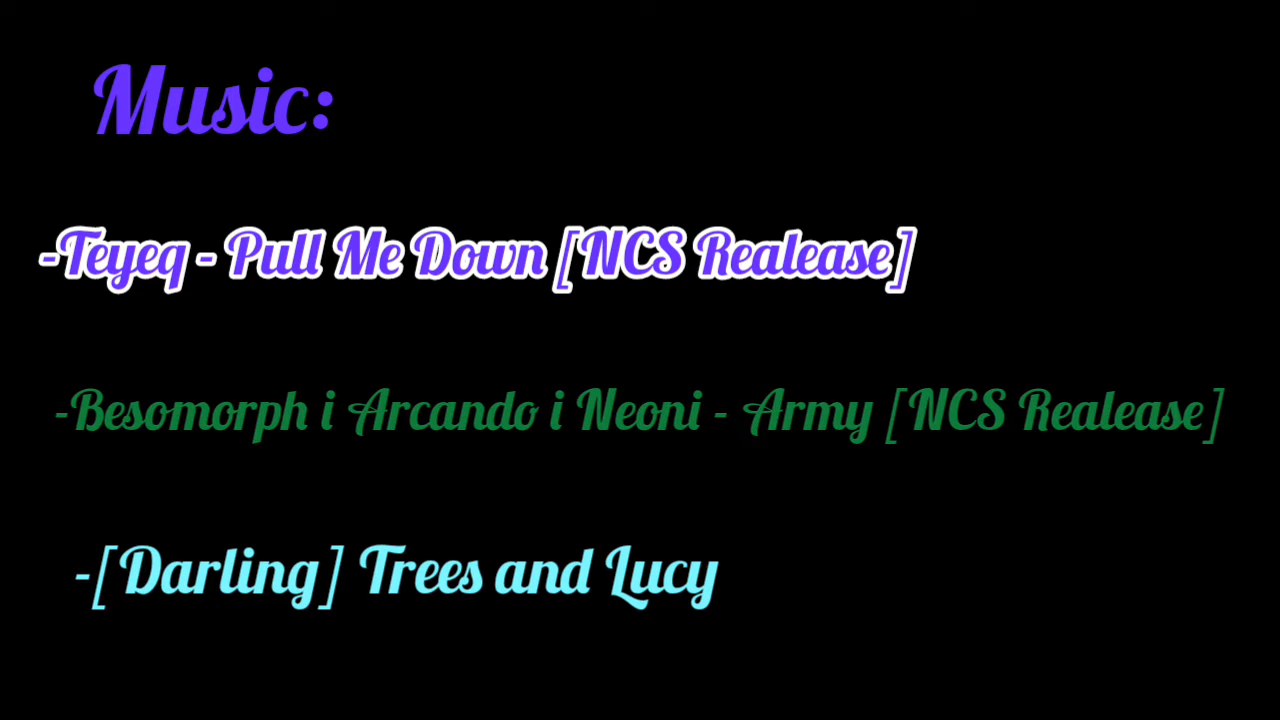 Music:
-Teyeq - Pull Me Down [NCS Realease]
-Besomorph i Arcando i Neoni - Army [NCS Realease]
-[Darling] Trees and Lucy